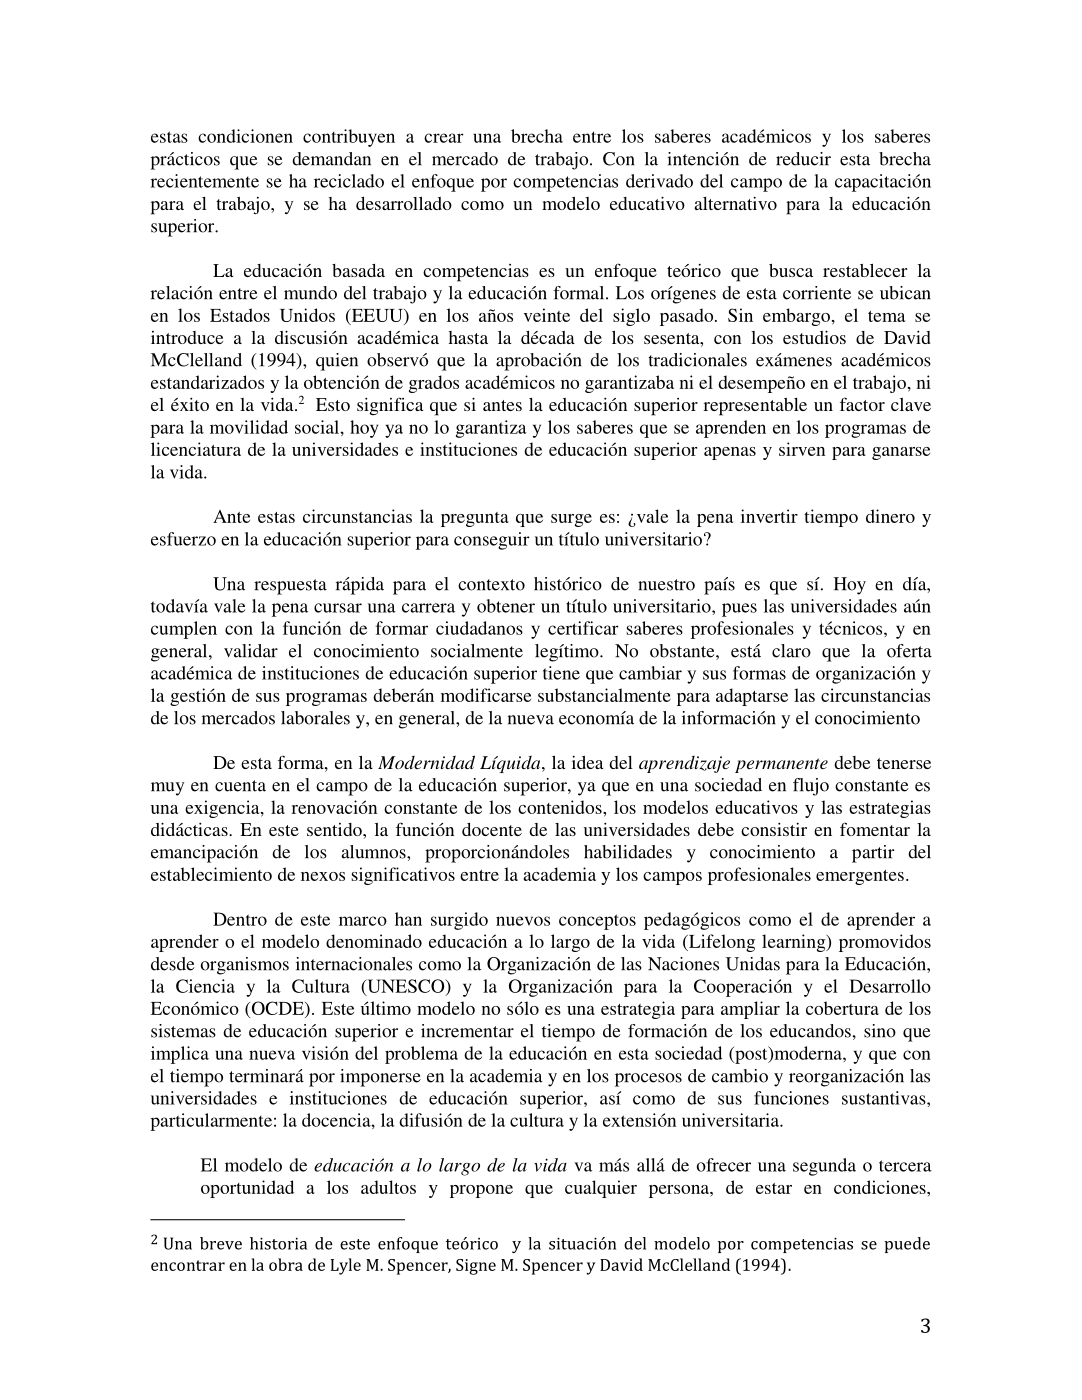 estas condicionen contribuyen a crear una brecha entre los saberes académicos y los saberes
prácticos que se demandan en el mercado de trabajo. Con la intención de reducir esta brecha
recientemente se ha reciclado el enfoque por competencias derivado del campo de la capacitación
para el trabajo, y se ha desarrollado como un modelo educativo alternativo para la educación
superior.
La educación basada en competencias es un enfoque teórico que busca restablecer la
relación entre el mundo del trabajo y la educación formal. Los orígenes de esta corriente se ubican
en los Estados Unidos (EEUU) en los años veinte del siglo pasado. Sin embargo, el tema se
introduce a la discusión académica hasta la década de los sesenta, con los estudios de David
McClelland (1994), quien observó que la aprobación de los tradicionales exámenes académicos
estandarizados y la obtención de grados académicos no garantizaba ni el desempeño en el trabajo, ni
el éxito en la vida.2 Esto significa que si antes la educación superior representable un factor clave
para la movilidad social, hoy ya no lo garantiza y los saberes que se aprenden en los programas de
licenciatura de la universidades e instituciones de educación superior apenas y sirven para ganarse
la vida.
Ante estas circunstancias la pregunta que surge es: ¿vale la pena invertir tiempo dinero y
esfuerzo en la educación superior para conseguir un título universitario?
Una respuesta rápida para el contexto histórico de nuestro país es que sí. Hoy en día,
todavía vale la pena cursar una carrera y obtener un título universitario, pues las universidades aún
cumplen con la función de formar ciudadanos y certificar saberes profesionales y técnicos, y en
general, validar el conocimiento socialmente legítimo. No obstante, está claro que la oferta
académica de instituciones de educación superior tiene que cambiar y sus formas de organización y
la gestión de sus programas deberán modificarse substancialmente para adaptarse las circunstancias
de los mercados laborales y, en general, de la nueva economía de la información y el conocimiento
De esta forma, en la Modernidad Líquida, la idea del aprendizaje permanente debe tenerse
muy en cuenta en el campo de la educación superior, ya que en una sociedad en flujo constante es
una exigencia, la renovación constante de los contenidos, los modelos educativos y las estrategias
didácticas. En este sentido, la función docente de las universidades debe consistir en fomentar la
emancipación de los alumnos, proporcionándoles habilidades y conocimiento a partir del
establecimiento de nexos significativos entre la academia y los campos profesionales emergentes.
Dentro de este marco han surgido nuevos conceptos pedagógicos como el de aprender a
aprender o el modelo denominado educación a lo largo de la vida (Lifelong learning) promovidos
desde organismos internacionales como la Organización de las Naciones Unidas para la Educación,
la Ciencia y la Cultura (UNESCO) y la Organización para la Cooperación y el Desarrollo
Económico (OCDE). Este último modelo no sólo es una estrategia para ampliar la cobertura de los
sistemas de educación superior e incrementar el tiempo de formación de los educandos, sino que
implica una nueva visión del problema de la educación en esta sociedad (post)moderna, y que con
el tiempo terminará por imponerse en la academia y en los procesos de cambio y reorganización las
universidades e instituciones de educación superior, así como de sus funciones sustantivas,
particularmente: la docencia, la difusión de la cultura y la extensión universitaria.
El modelo de educación a lo largo de la vida va más allá de ofrecer una segunda o tercera
oportunidad a los adultos y propone que cualquier persona, de estar en condiciones,
2 Una breve historia de este enfoque teórico y la situación del modelo por competencias se puede
encontrar en la obra de Lyle M. Spencer, Signe M. Spencer y David McClelland (1994).
3